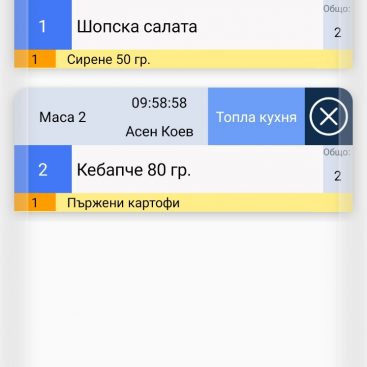 Общо:
1 Шопска салата 2
1 Сирене 50 гр.
Маса 2 09:58:58 Асен Коев Топла кухня
Общо:
2 Кебапче 80 гр. 2
1 Пържени картофи